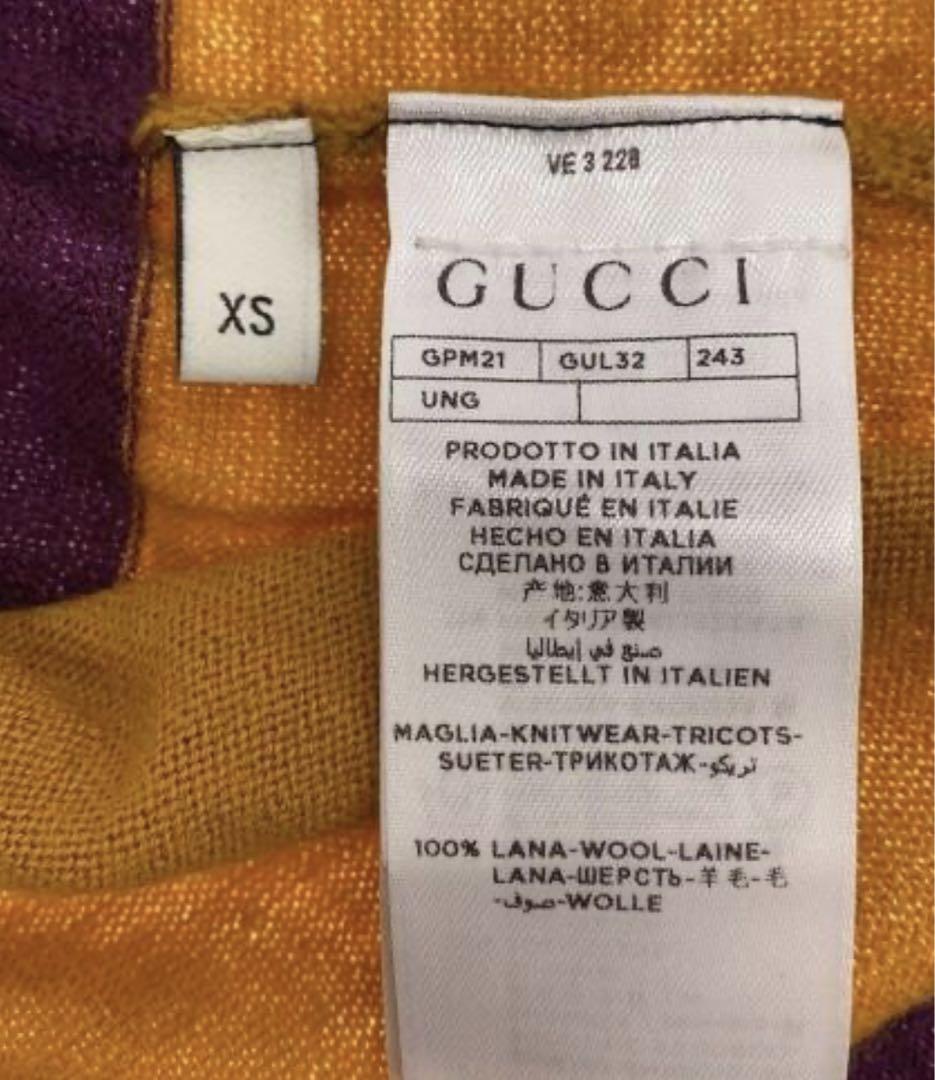 XS
VE 3 228
GUCCI
GPM21 GUL32 243
UNG
PRODOTTO IN ITALIA
MADE IN ITALY
FABRIQUÉ EN ITALIE
HECHO EN ITALIA
СДЕЛАНО В ИТАЛИИ
产地:意大利
イタリア製
صنع في إيطاليا
HERGESTELLT IN ITALIEN
MAGLIA-KNITWEAR-TRICOTS-
SUETER-ТРИКОТАЖ-تريكو
100% LANA-WOOL-LAINE-
LANA-ШЕРСТЬ-羊毛-毛
-صوف-WOLLE